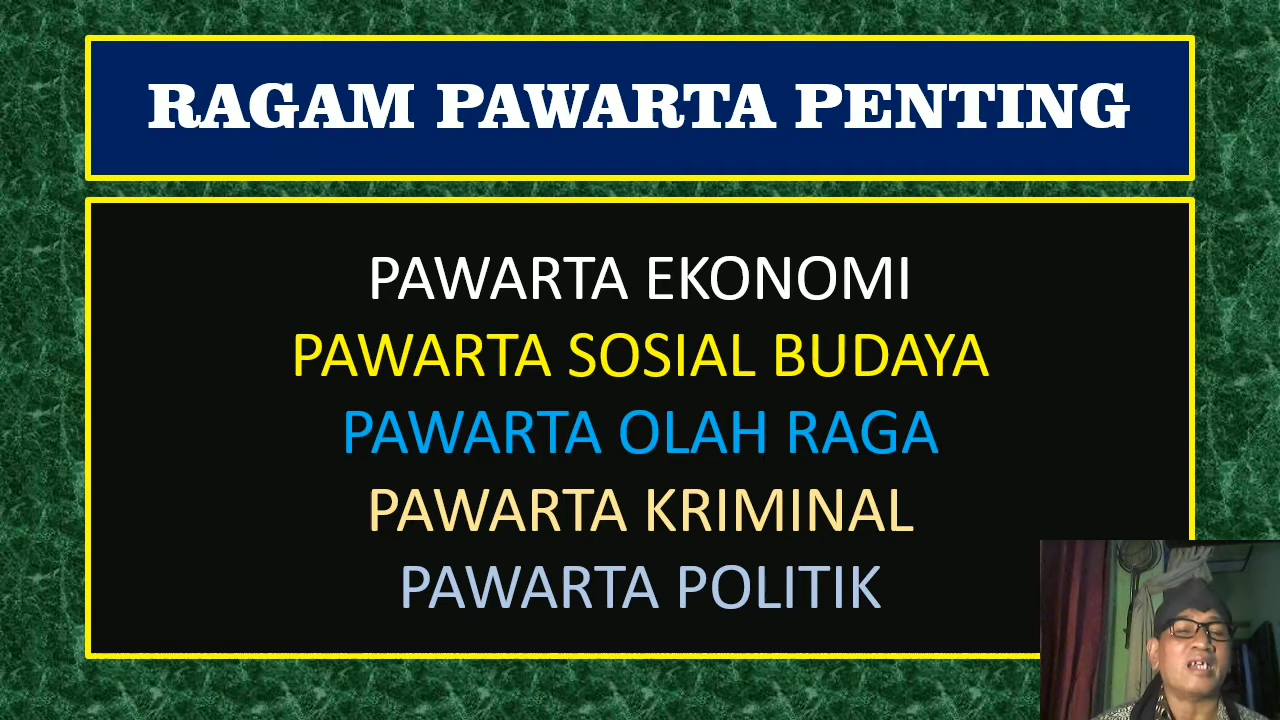 RAGAM PAWARTA PENTING
PAWARTA EKONOMI
PAWARTA SOSIAL BUDAYA
PAWARTA OLAH RAGA
PAWARTA KRIMINAL
PAWARTA POLITIK